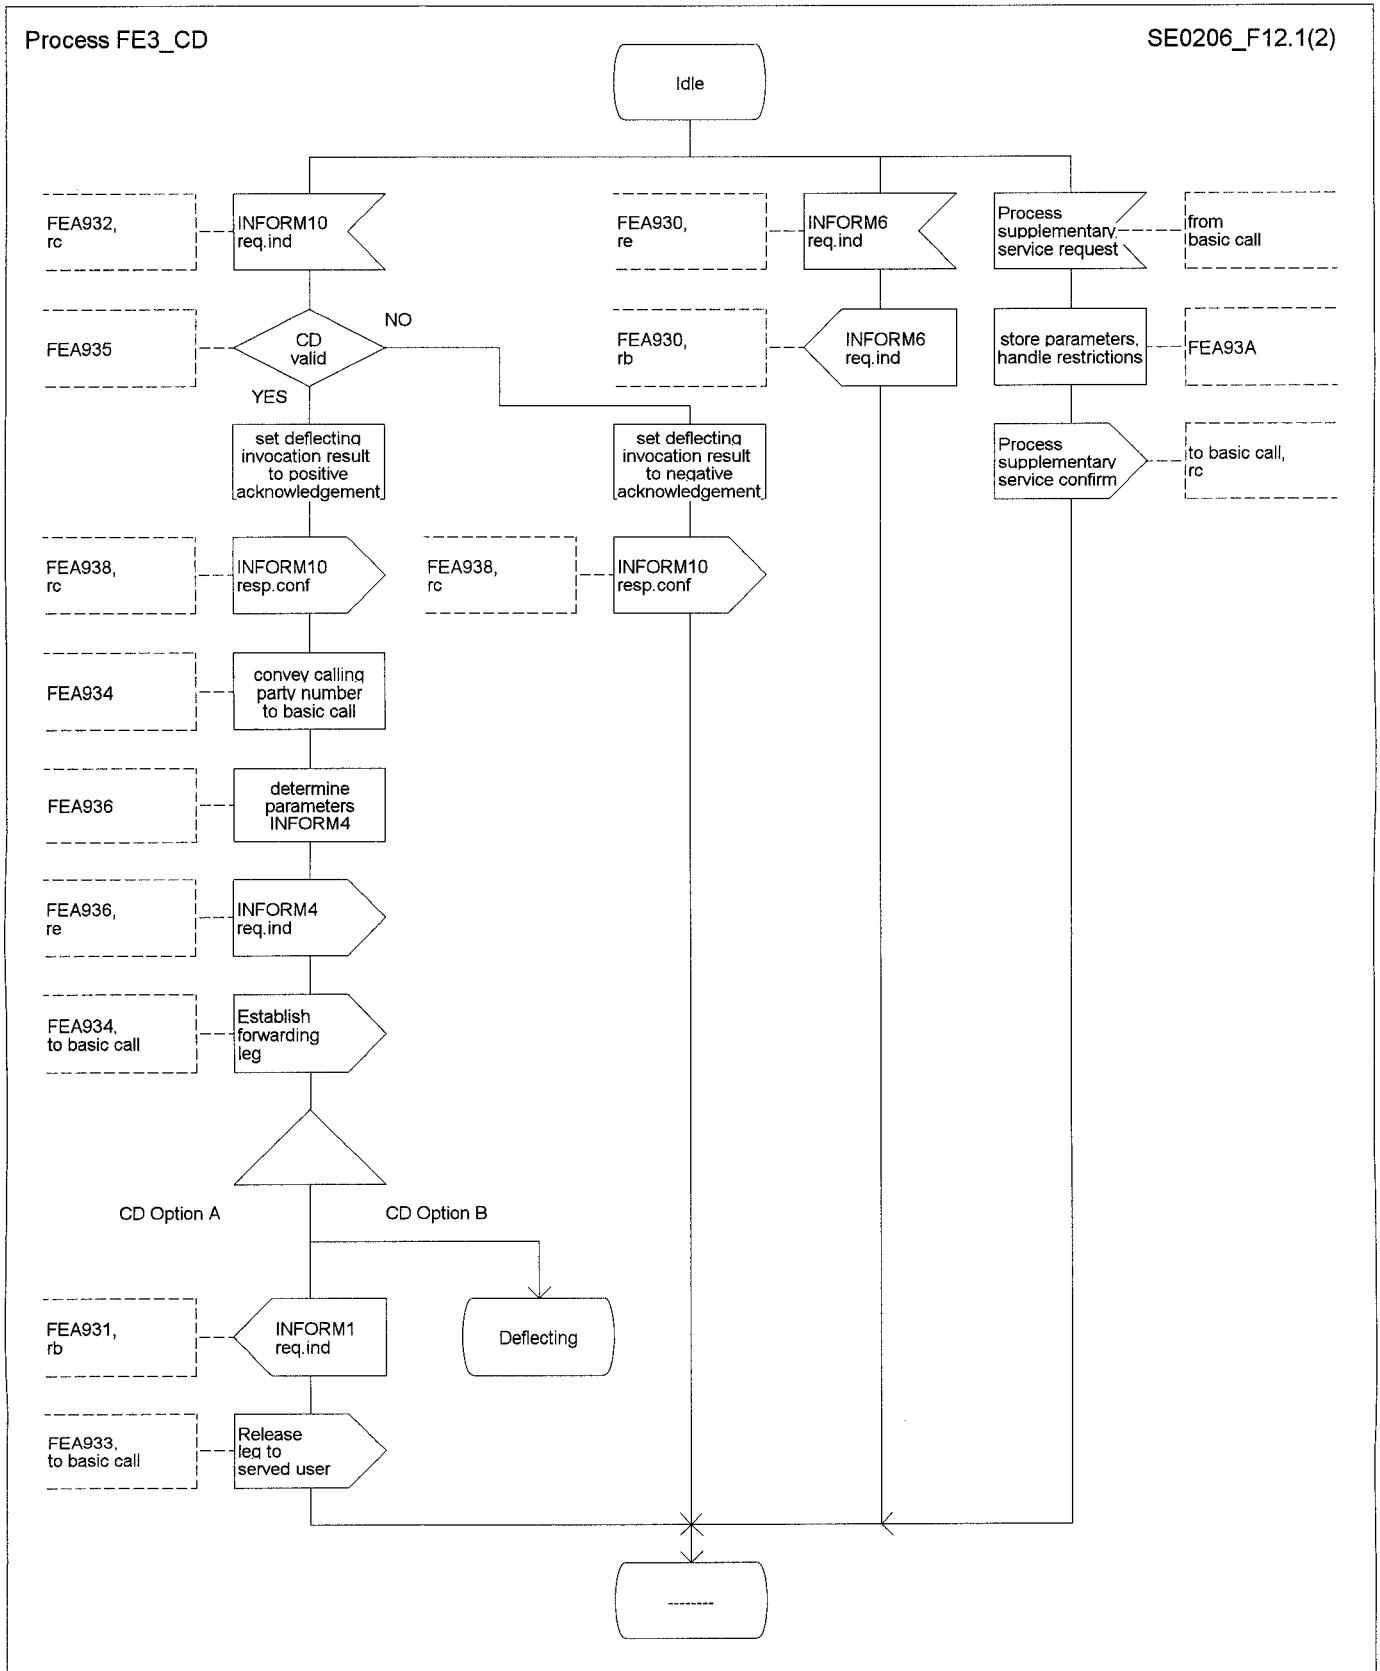 Process FE3_CD
SE0206_F12.1(2)
Idle
FEA932,
rc
INFORM10
req.ind
FEA930,
re
INFORM6
req.ind
Process
supplementary
service request
from
basic call
FEA935
CD
valid
NO
YES
FEA930,
rb
INFORM6
req.ind
store parameters,
handle restrictions
FEA93A
set deflecting
invocation result
to positive
acknowledgement
set deflecting
invocation result
to negative
acknowledgement
Process
supplementary
service confirm
to basic call,
rc
FEA938,
rc
INFORM10
resp.conf
FEA938,
rc
INFORM10
resp.conf
FEA934
convey calling
party number
to basic call
FEA936
determine
parameters
INFORM4
FEA936,
re
INFORM4
req.ind
FEA934,
to basic call
Establish
forwarding
leg
CD Option A
CD Option B
FEA931,
rb
INFORM1
req.ind
Deflecting
FEA933,
to basic call
Release
leg to
served user
--------